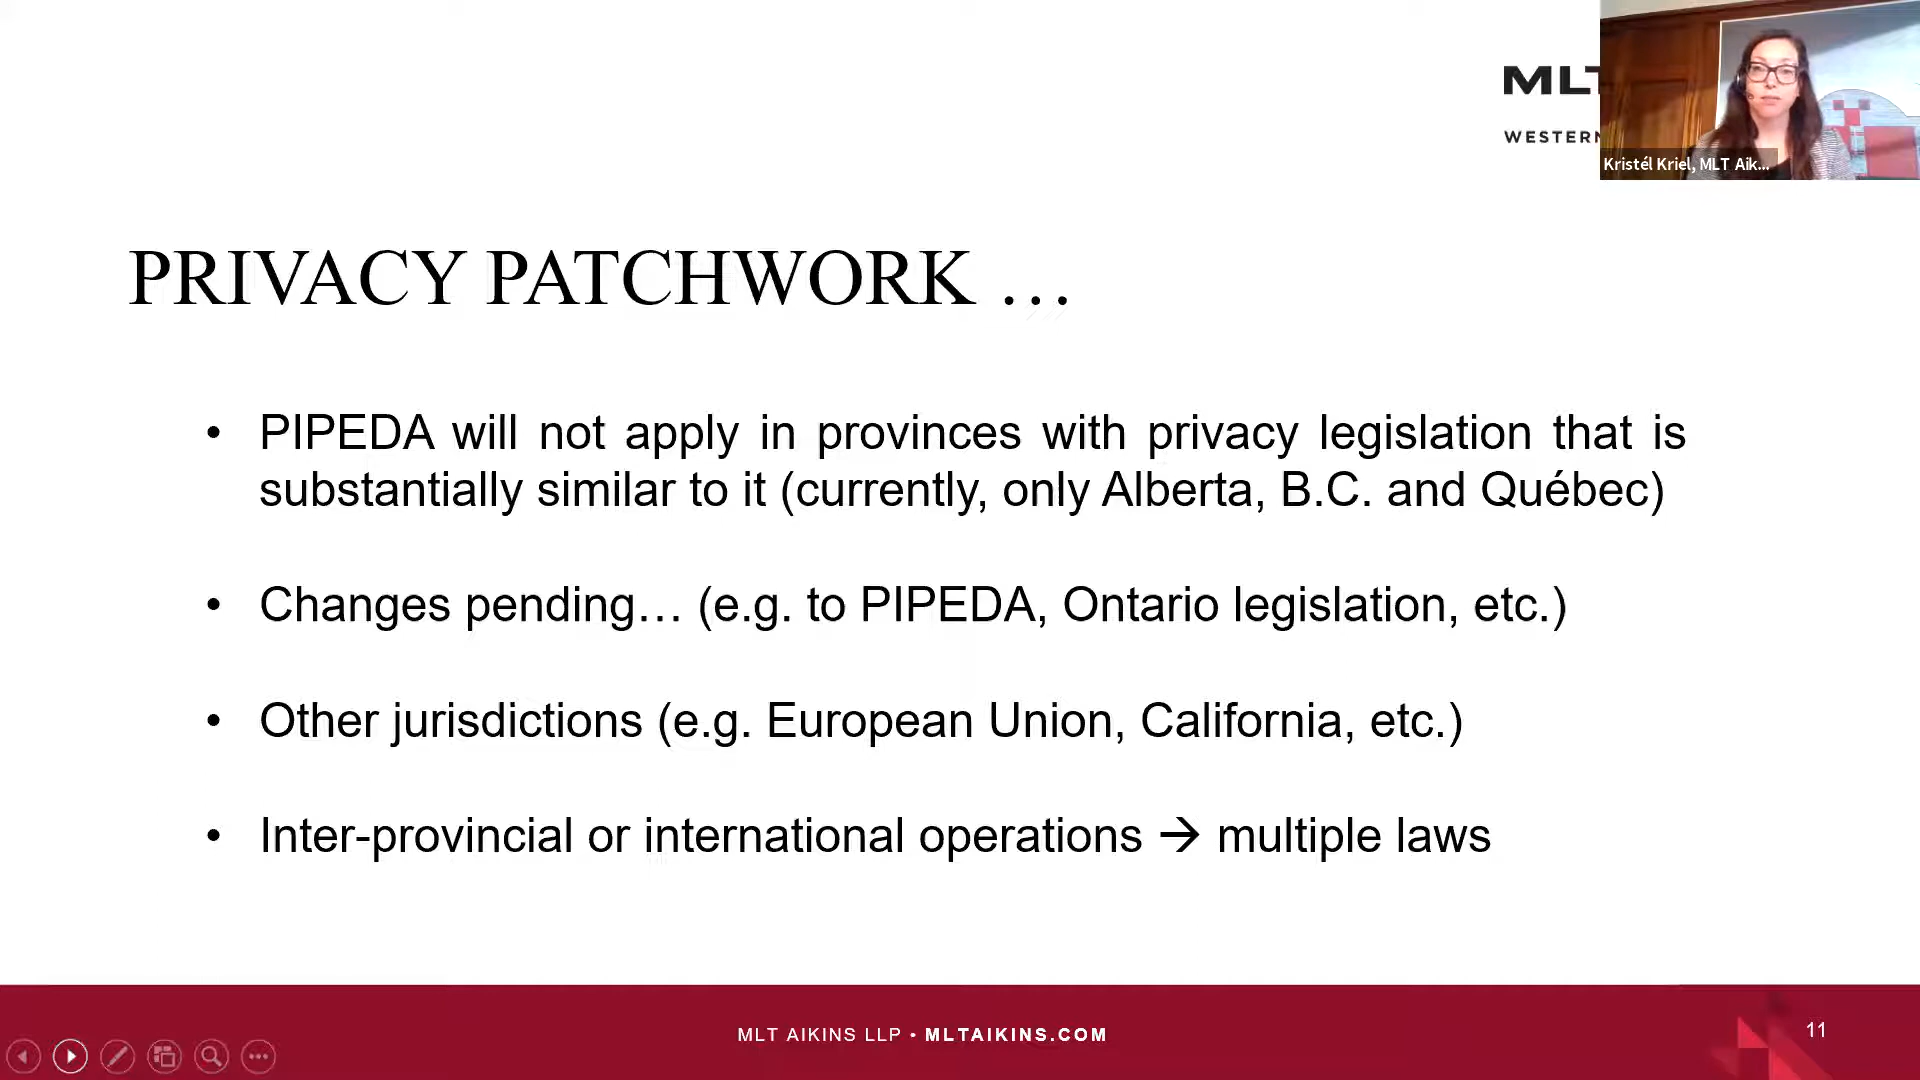 MLT
WESTERN
Kristél Kriel, MLT Aik...
PRIVACY PATCHWORK …
• PIPEDA will not apply in provinces with privacy legislation that is
substantially similar to it (currently, only Alberta, B.C. and Québec)
• Changes pending… (e.g. to PIPEDA, Ontario legislation, etc.)
• Other jurisdictions (e.g. European Union, California, etc.)
• Inter-provincial or international operations → multiple laws
MLT AIKINS LLP • MLTAIKINS.COM
11